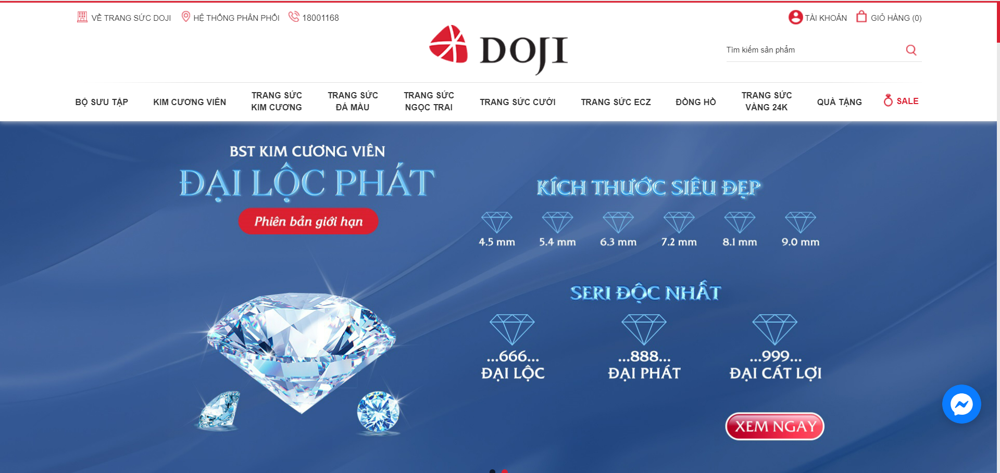 VỀ TRANG SỨC DOJI
HỆ THỐNG PHÂN PHỐI
18001168
TÀI KHOẢN
GIỎ HÀNG (0)
DOJI
Tìm kiếm sản phẩm
BỘ SƯU TẬP
KIM CƯƠNG VIÊN
TRANG SỨC
KIM CƯƠNG
TRANG SỨC
ĐÁ MÀU
TRANG SỨC
NGỌC TRAI
TRANG SỨC CƯỚI
TRANG SỨC ECZ
ĐỒNG HỒ
TRANG SỨC
VÀNG 24K
QUÀ TẶNG
SALE
BST KIM CƯƠNG VIÊN
ĐẠI LỘC PHÁT
Phiên bản giới hạn
KÍCH THƯỚC SIÊU ĐẸP
4.5 mm
5.4 mm
6.3 mm
7.2 mm
8.1 mm
9.0 mm
SERI ĐỘC NHẤT
...666...
ĐẠI LỘC
...888...
ĐẠI PHÁT
...999...
ĐẠI CÁT LỢI
XEM NGAY